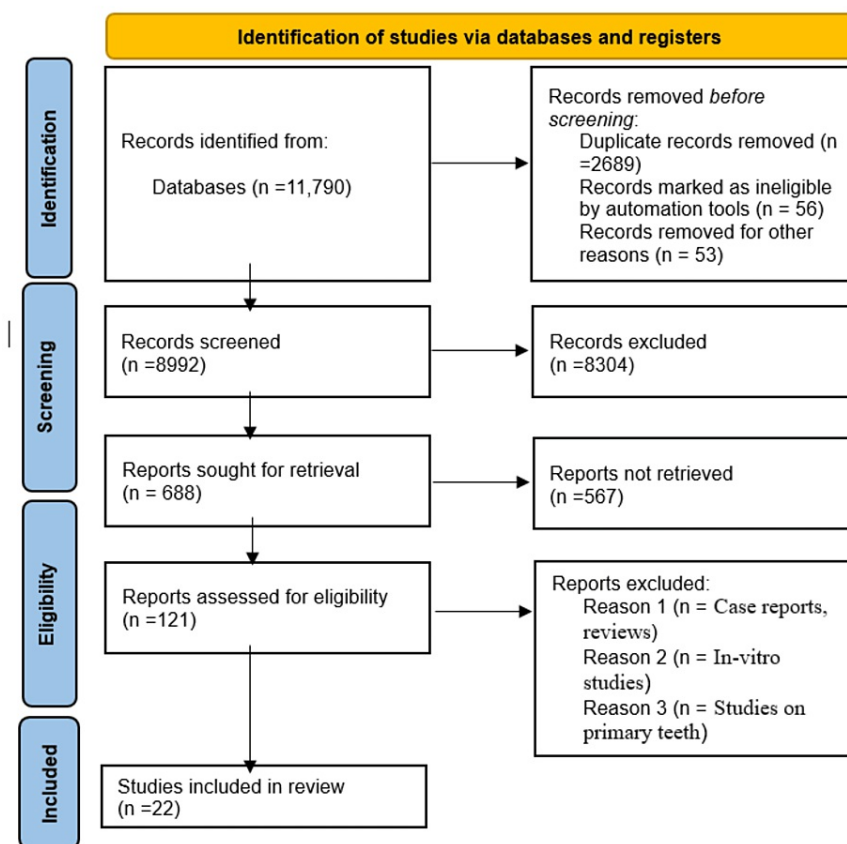 Identification of studies via databases and registers
Identification
Records identified from:
Databases (n =11,790)
Records removed before
screening:
Duplicate records removed (n
=2689)
Records marked as ineligible
by automation tools (n = 56)
Records removed for other
reasons (n = 53)
Screening
Records screened
(n =8992)
Records excluded
(n =8304)
Reports sought for retrieval
(n = 688)
Reports not retrieved
(n =567)
Eligibility
Reports assessed for eligibility
(n =121)
Reports excluded:
Reason 1 (n = Case reports,
reviews)
Reason 2 (n = In-vitro
studies)
Reason 3 (n = Studies on
primary teeth)
Included
Studies included in review
(n =22)